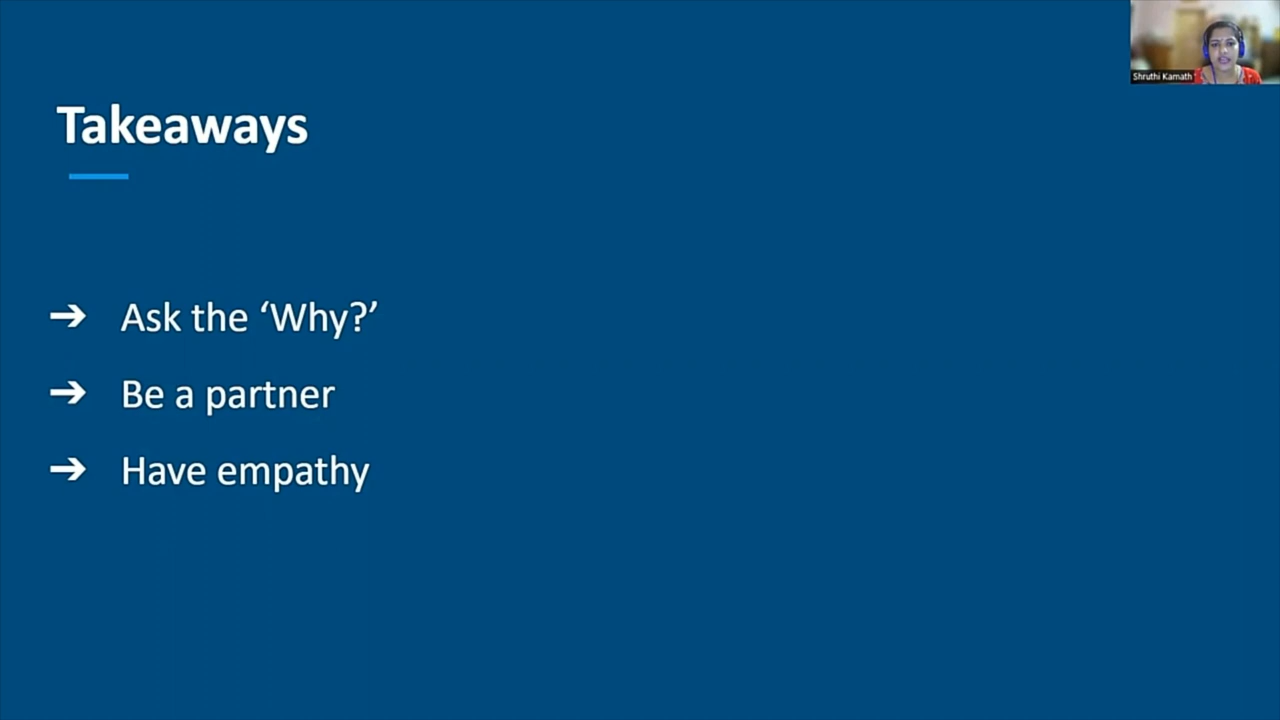 Shruthi Kamath
Takeaways
➔ Ask the ‘Why?’
➔ Be a partner
➔ Have empathy